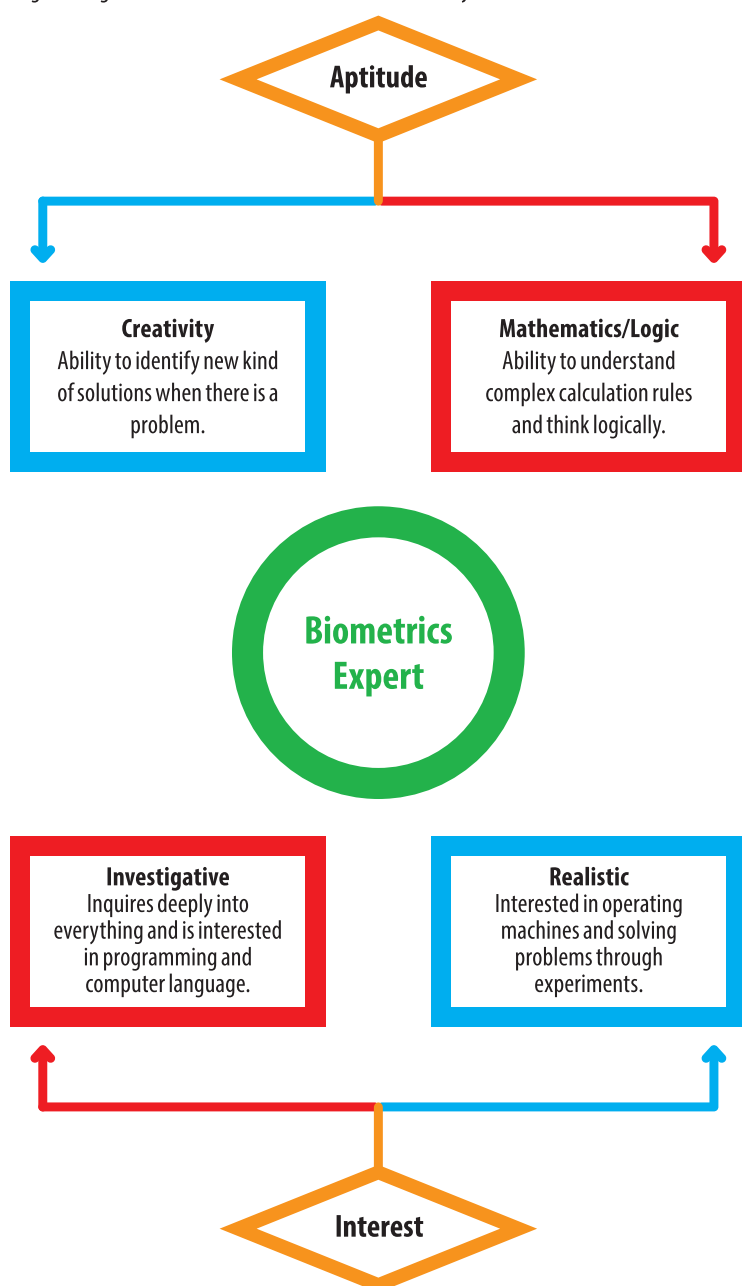 Aptitude
Creativity
Ability to identify new kind
of solutions when there is a
problem.
Mathematics/Logic
Ability to understand
complex calculation rules
and think logically.
Biometrics
Expert
Investigative
Inquires deeply into
everything and is interested
in programming and
computer language.
Realistic
Interested in operating
machines and solving
problems through
experiments.
Interest